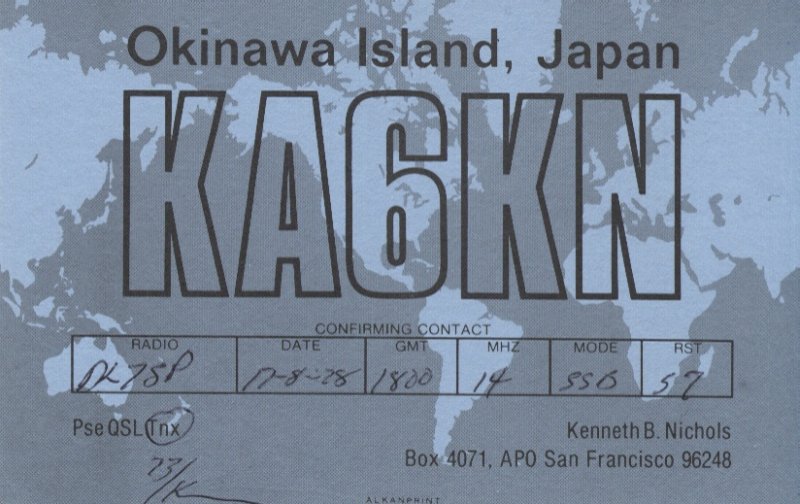 Okinawa Island, Japan
KA6KN
CONFIRMING CONTACT
RADIO DATE GMT MHZ MODE RST
DK7SP 17-8-78 1800 14 SSB 57
Pse QSL Tnx
Kenneth B. Nichols
Box 4071, APO San Francisco 96248
73/
ALKANPRINT